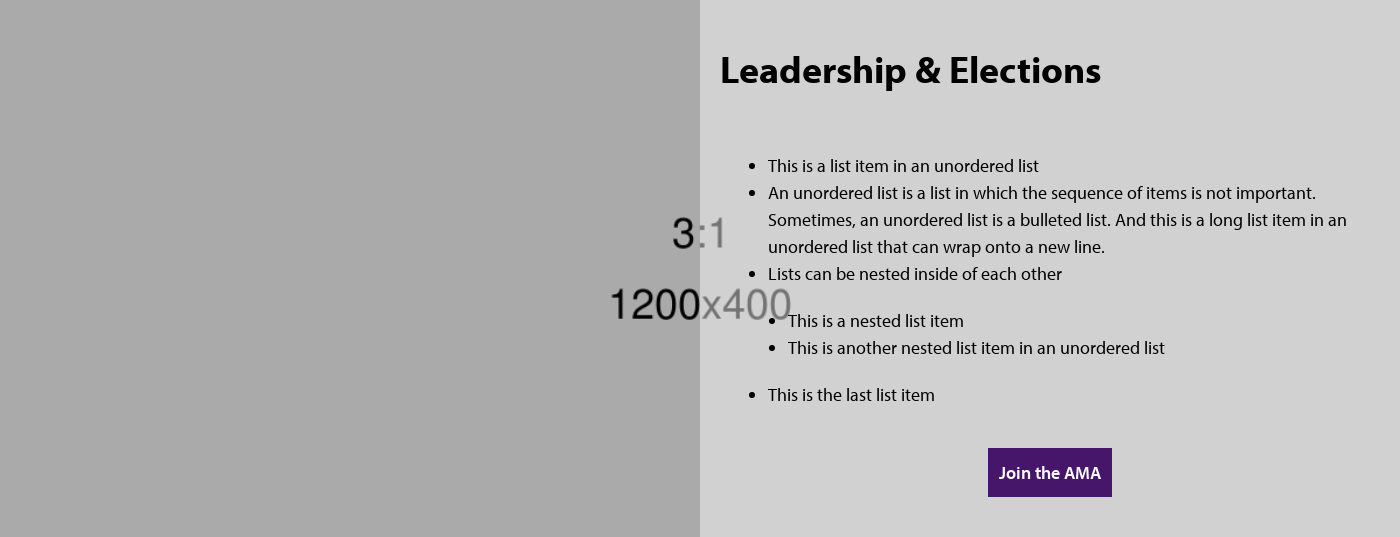 Leadership & Elections
This is a list item in an unordered list
An unordered list is a list in which the sequence of items is not important.
Sometimes, an unordered list is a bulleted list. And this is a long list item in an
unordered list that can wrap onto a new line.
Lists can be nested inside of each other
This is a nested list item
This is another nested list item in an unordered list
This is the last list item
Join the AMA
3:1
1200x400